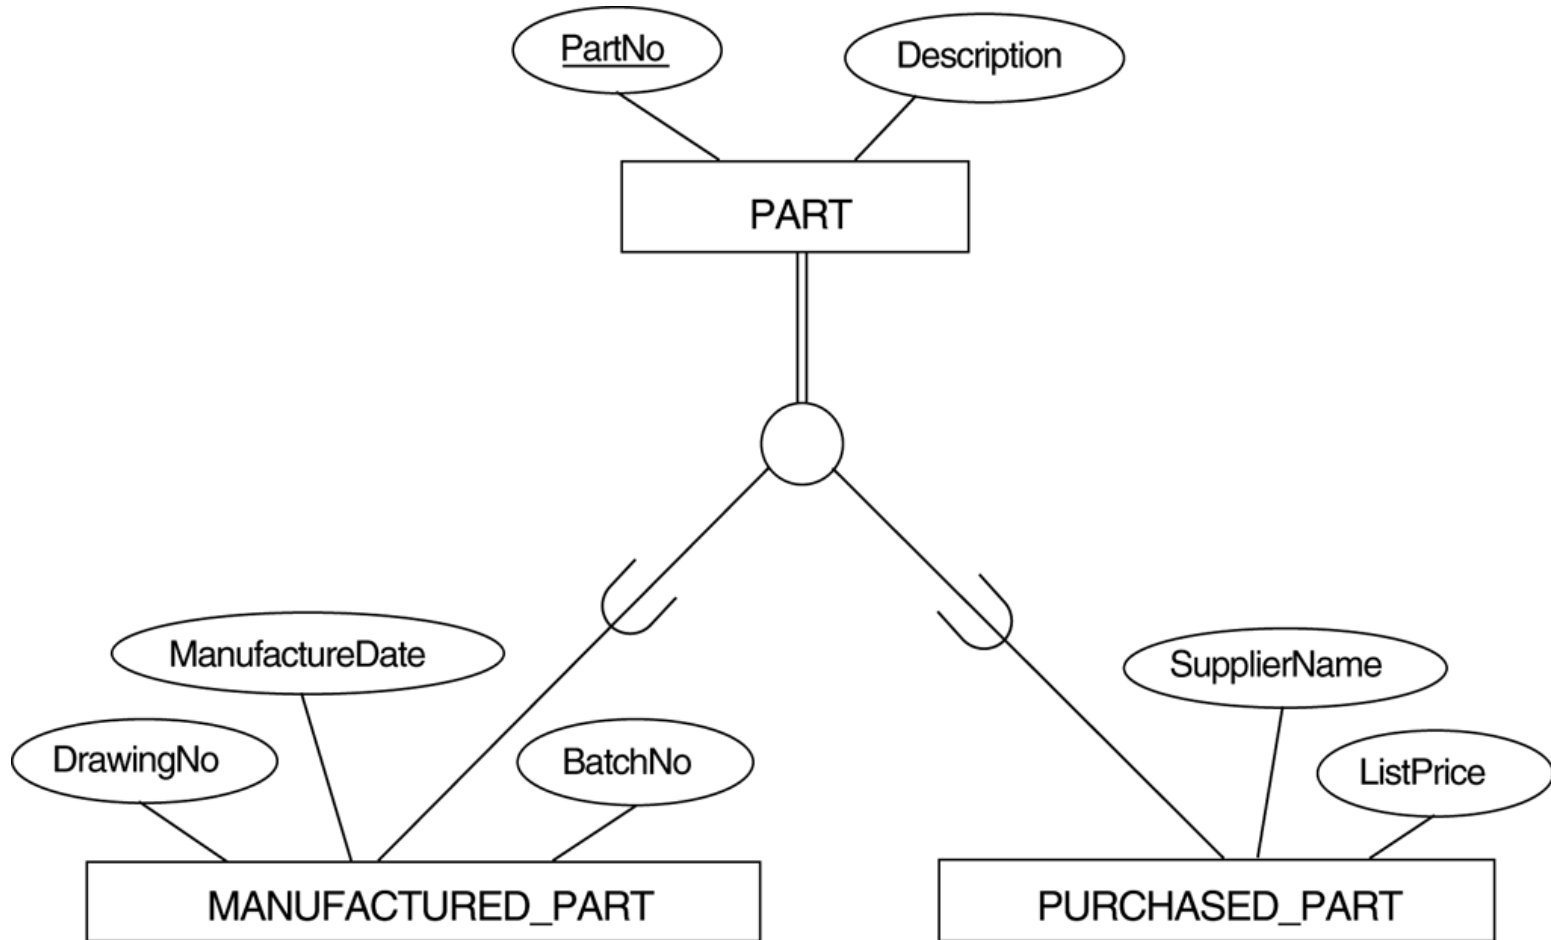 PartNo
Description
PART
ManufactureDate
SupplierName
DrawingNo
BatchNo
ListPrice
MANUFACTURED_PART
PURCHASED_PART